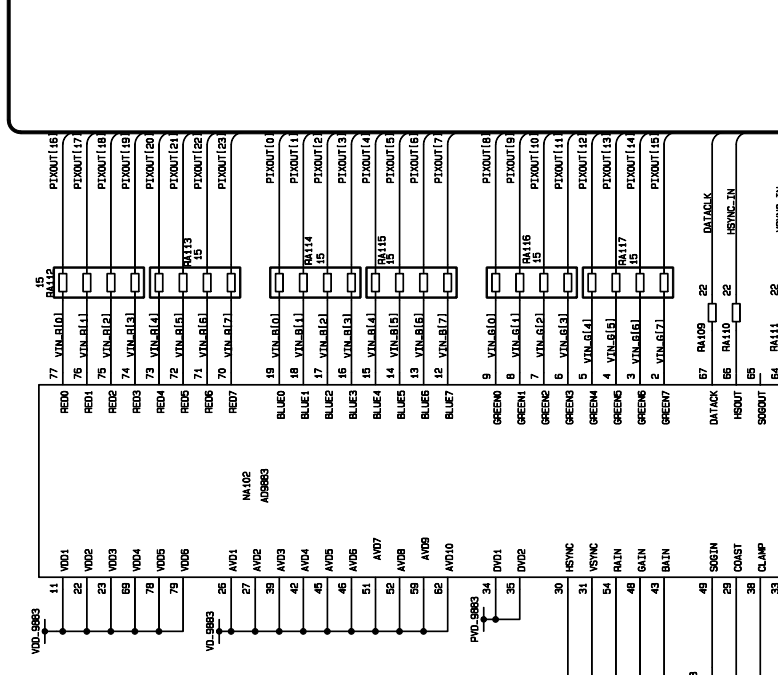 PIXOUT[16]
PIXOUT[17]
PIXOUT[18]
PIXOUT[19]
PIXOUT[20]
PIXOUT[21]
PIXOUT[22]
PIXOUT[23]
PIXOUT[0]
PIXOUT[1]
PIXOUT[2]
PIXOUT[3]
PIXOUT[4]
PIXOUT[5]
PIXOUT[6]
PIXOUT[7]
PIXOUT[8]
PIXOUT[9]
PIXOUT[10]
PIXOUT[11]
PIXOUT[12]
PIXOUT[13]
PIXOUT[14]
PIXOUT[15]
DATACLK
HSYNC_IN
15
RA112
RA113
15
RA114
15
RA115
15
RA116
15
RA117
15
22
22
22
RA109
RA110
RA111
VIN_R[0]
VIN_R[1]
VIN_R[2]
VIN_R[3]
VIN_R[4]
VIN_R[5]
VIN_R[6]
VIN_R[7]
VIN_B[0]
VIN_B[1]
VIN_B[2]
VIN_B[3]
VIN_B[4]
VIN_B[5]
VIN_B[6]
VIN_B[7]
VIN_G[0]
VIN_G[1]
VIN_G[2]
VIN_G[3]
VIN_G[4]
VIN_G[5]
VIN_G[6]
VIN_G[7]
77
76
75
74
73
72
71
70
19
18
17
16
15
14
13
12
9
8
7
6
5
4
3
2
67
66
65
64
RED0
RED1
RED2
RED3
RED4
RED5
RED6
RED7
BLUE0
BLUE1
BLUE2
BLUE3
BLUE4
BLUE5
BLUE6
BLUE7
GREEN0
GREEN1
GREEN2
GREEN3
GREEN4
GREEN5
GREEN6
GREEN7
DATACK
HSOUT
SOGOUT
NA102
AD9883
VDD1
VDD2
VDD3
VDD4
VDD5
VDD6
AVD1
AVD2
AVD3
AVD4
AVD5
AVD6
AVD7
AVD8
AVD9
AVD10
DVD1
DVD2
HSYNC
VSYNC
RAIN
GAIN
BAIN
SOGIN
COAST
CLAMP
11
22
23
69
78
79
26
27
39
42
45
46
51
52
59
62
34
35
30
31
54
48
43
49
29
38
33
VDD_9883
VD_9883
PVD_9883